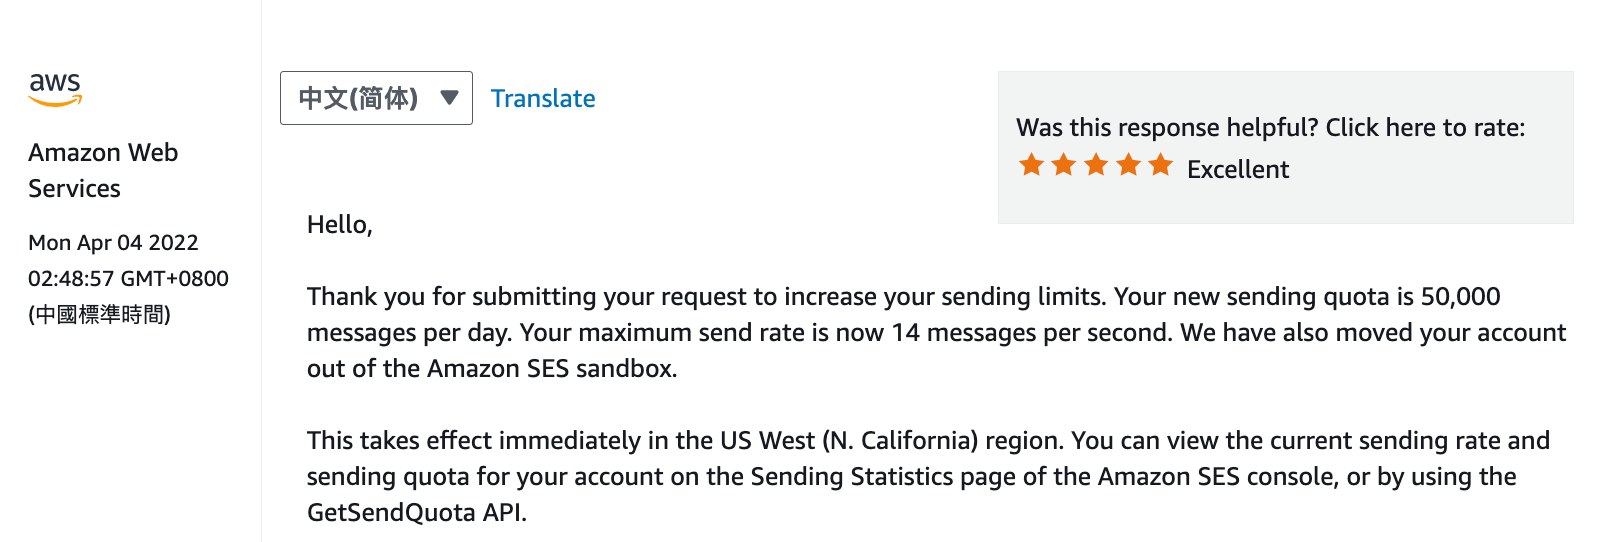 aws
Amazon Web
Services
Mon Apr 04 2022
02:48:57 GMT+0800
(中國標準時間)
中文(简体)
Translate
Was this response helpful? Click here to rate:
Excellent
Hello,
Thank you for submitting your request to increase your sending limits. Your new sending quota is 50,000
messages per day. Your maximum send rate is now 14 messages per second. We have also moved your account
out of the Amazon SES sandbox.
This takes effect immediately in the US West (N. California) region. You can view the current sending rate and
sending quota for your account on the Sending Statistics page of the Amazon SES console, or by using the
GetSendQuota API.